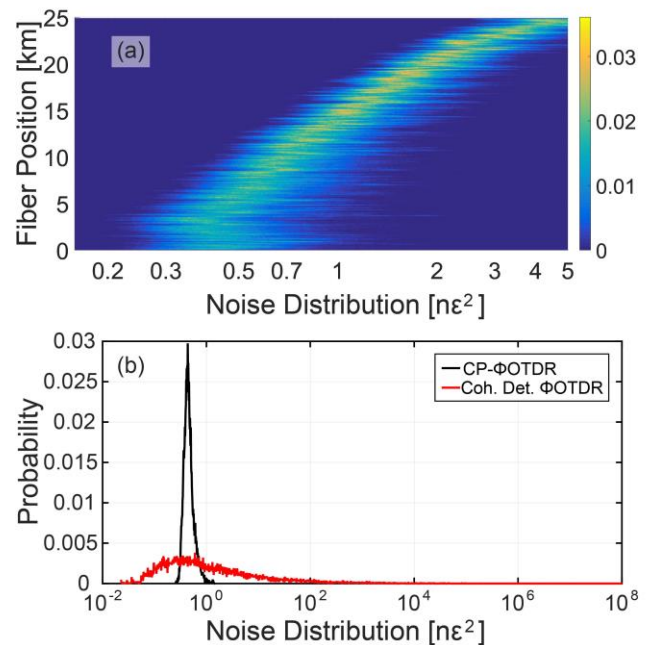 25
20
15
10
5
0
(a)
Fiber Position [km]
0.03
0.02
0.01
0
0.2 0.3 0.5 0.7 1 2 3 4 5
Noise Distribution [nε²]
0.03
0.025
0.02
0.015
0.01
0.005
0
(b)
Probability
CP-ΦOTDR
Coh. Det. ΦOTDR
10⁻² 10⁰ 10² 10⁴ 10⁶ 10⁸
Noise Distribution [nε²]